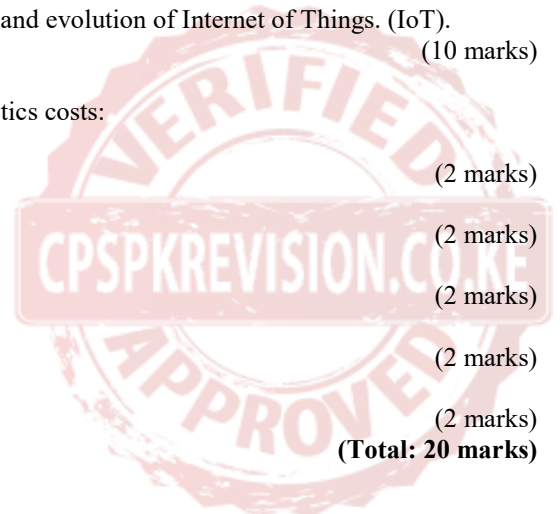 and evolution of Internet of Things. (IoT).
(10 marks)
tics costs:
VERIFIED
(2 marks)
(2 marks)
CPSPKREVISION.CO.KE
(2 marks)
(2 marks)
APPROVED
(2 marks)
(Total: 20 marks)